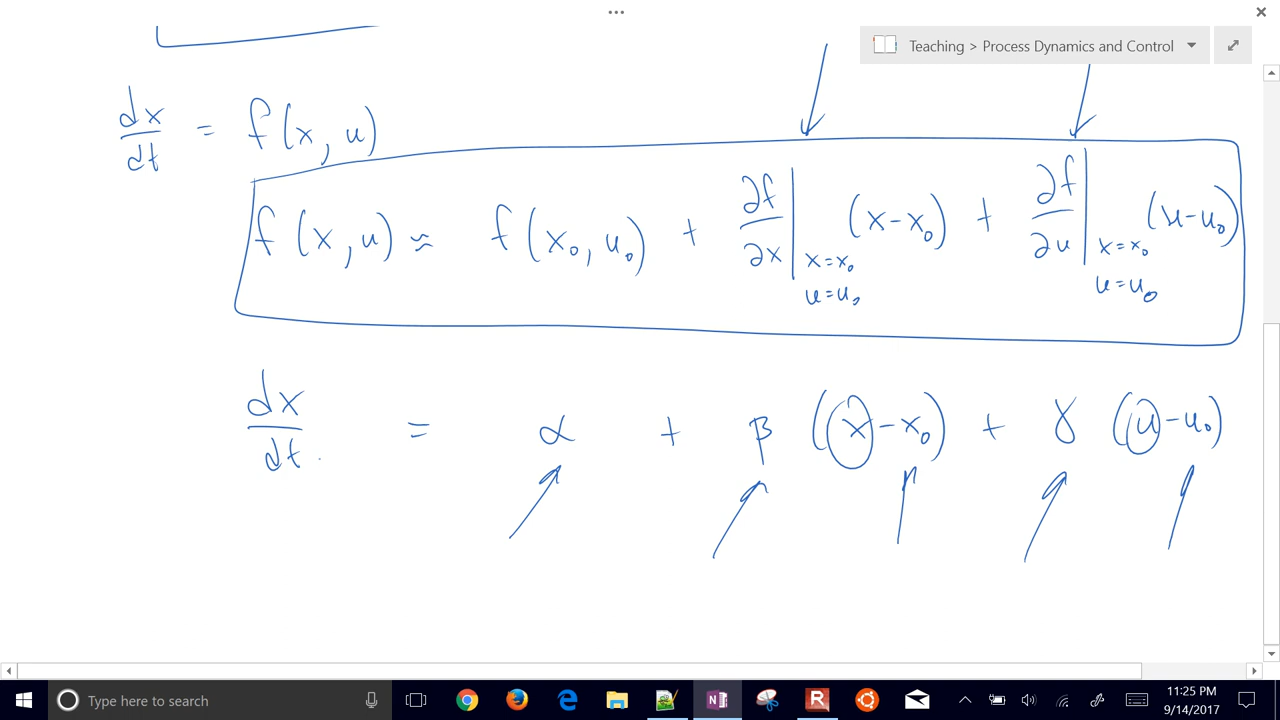 Teaching > Process Dynamics and Control
dx/dt = f(x, u)
f(x, u) ≈ f(x₀, u₀) + ∂f/∂x |x=x₀ u=u₀ (x-x₀) + ∂f/∂u |x=x₀ u=u₀ (u-u₀)
dx/dt = α + β (x-x₀) + γ (u-u₀)
Type here to search
11:25 PM
9/14/2017